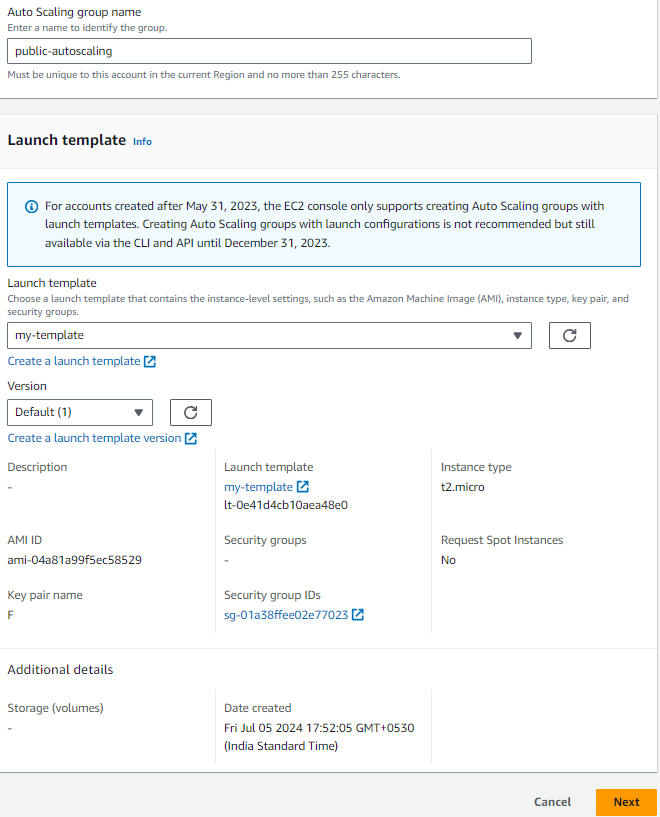 Auto Scaling group name
Enter a name to identify the group.
public-autoscaling
Must be unique to this account in the current Region and no more than 255 characters.
Launch template Info
For accounts created after May 31, 2023, the EC2 console only supports creating Auto Scaling groups with
launch templates. Creating Auto Scaling groups with launch configurations is not recommended but still
available via the CLI and API until December 31, 2023.
Launch template
Choose a launch template that contains the instance-level settings, such as the Amazon Machine Image (AMI), instance type, key pair, and
security groups.
my-template
Create a launch template
Version
Default (1)
Create a launch template version
Description
-
Launch template
my-template
lt-0e41d4cb10aea48e0
Instance type
t2.micro
AMI ID
ami-04a81a99f5ec58529
Security groups
-
Request Spot Instances
No
Key pair name
F
Security group IDs
sg-01a38ffee02e77023
Additional details
Storage (volumes)
-
Date created
Fri Jul 05 2024 17:52:05 GMT+0530
(India Standard Time)
Cancel
Next